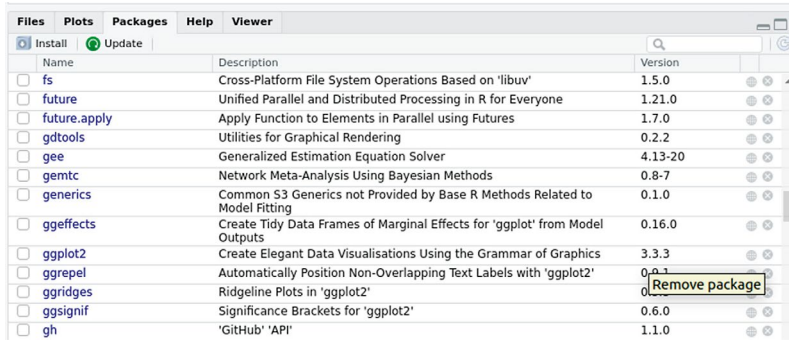 Files Plots Packages Help Viewer
Install Update
Name Description Version
fs Cross-Platform File System Operations Based on 'libuv' 1.5.0
future Unified Parallel and Distributed Processing in R for Everyone 1.21.0
future.apply Apply Function to Elements in Parallel using Futures 1.7.0
gdtools Utilities for Graphical Rendering 0.2.2
gee Generalized Estimation Equation Solver 4.13-20
gemtc Network Meta-Analysis Using Bayesian Methods 0.8-7
generics Common S3 Generics not Provided by Base R Methods Related to 0.1.0
Model Fitting
ggeffects Create Tidy Data Frames of Marginal Effects for 'ggplot' from Model 0.16.0
Outputs
ggplot2 Create Elegant Data Visualisations Using the Grammar of Graphics 3.3.3
ggrepel Automatically Position Non-Overlapping Text Labels with 'ggplot2'
Remove package
ggridges Ridgeline Plots in 'ggplot2'
ggsignif Significance Brackets for 'ggplot2' 0.6.0
gh 'GitHub' 'API' 1.1.0